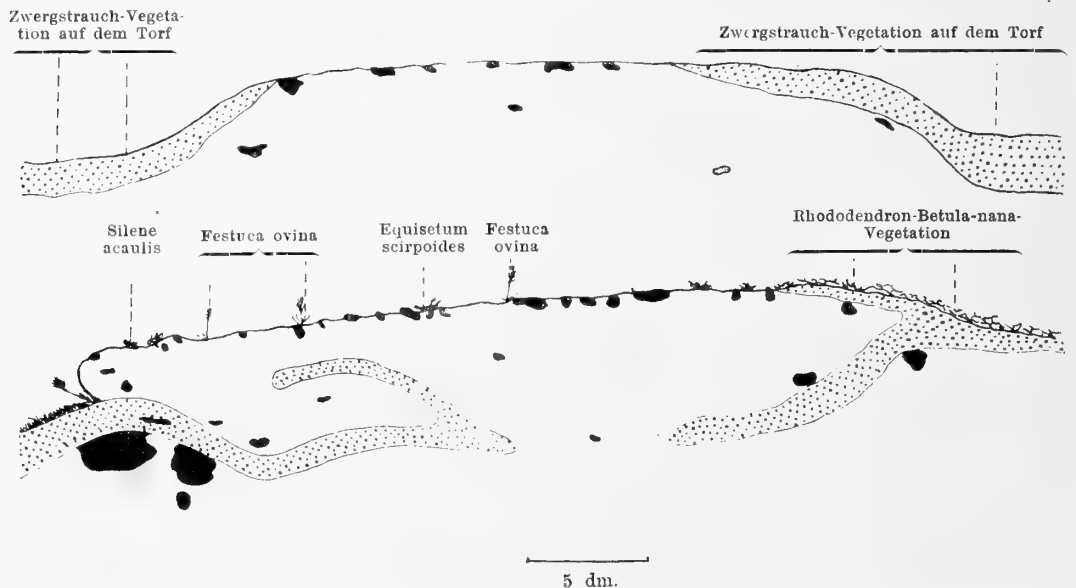 Zwergstrauch-Vegeta-
tion auf dem Torf
Zwergstrauch-Vegetation auf dem Torf
Silene
acaulis
Festuca ovina
Equisetum
scirpoides
Festuca
ovina
Rhododendron-Betula-nana-
Vegetation
5 dm.